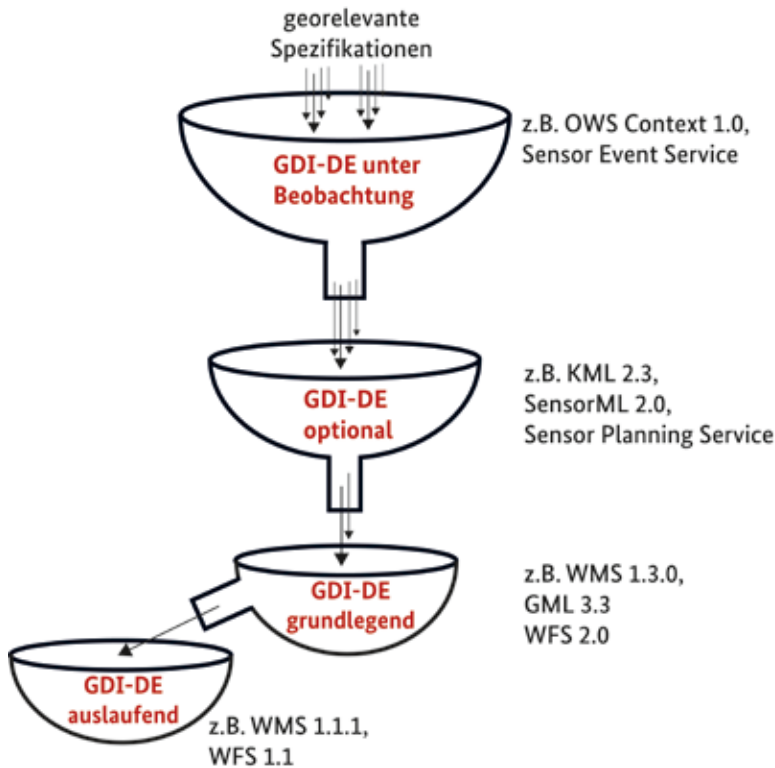 georelevante
Spezifikationen
GDI-DE unter
Beobachtung
z.B. OWS Context 1.0,
Sensor Event Service
GDI-DE
optional
z.B. KML 2.3,
SensorML 2.0,
Sensor Planning Service
GDI-DE
grundlegend
z.B. WMS 1.3.0,
GML 3.3
WFS 2.0
GDI-DE
auslaufend
z.B. WMS 1.1.1,
WFS 1.1